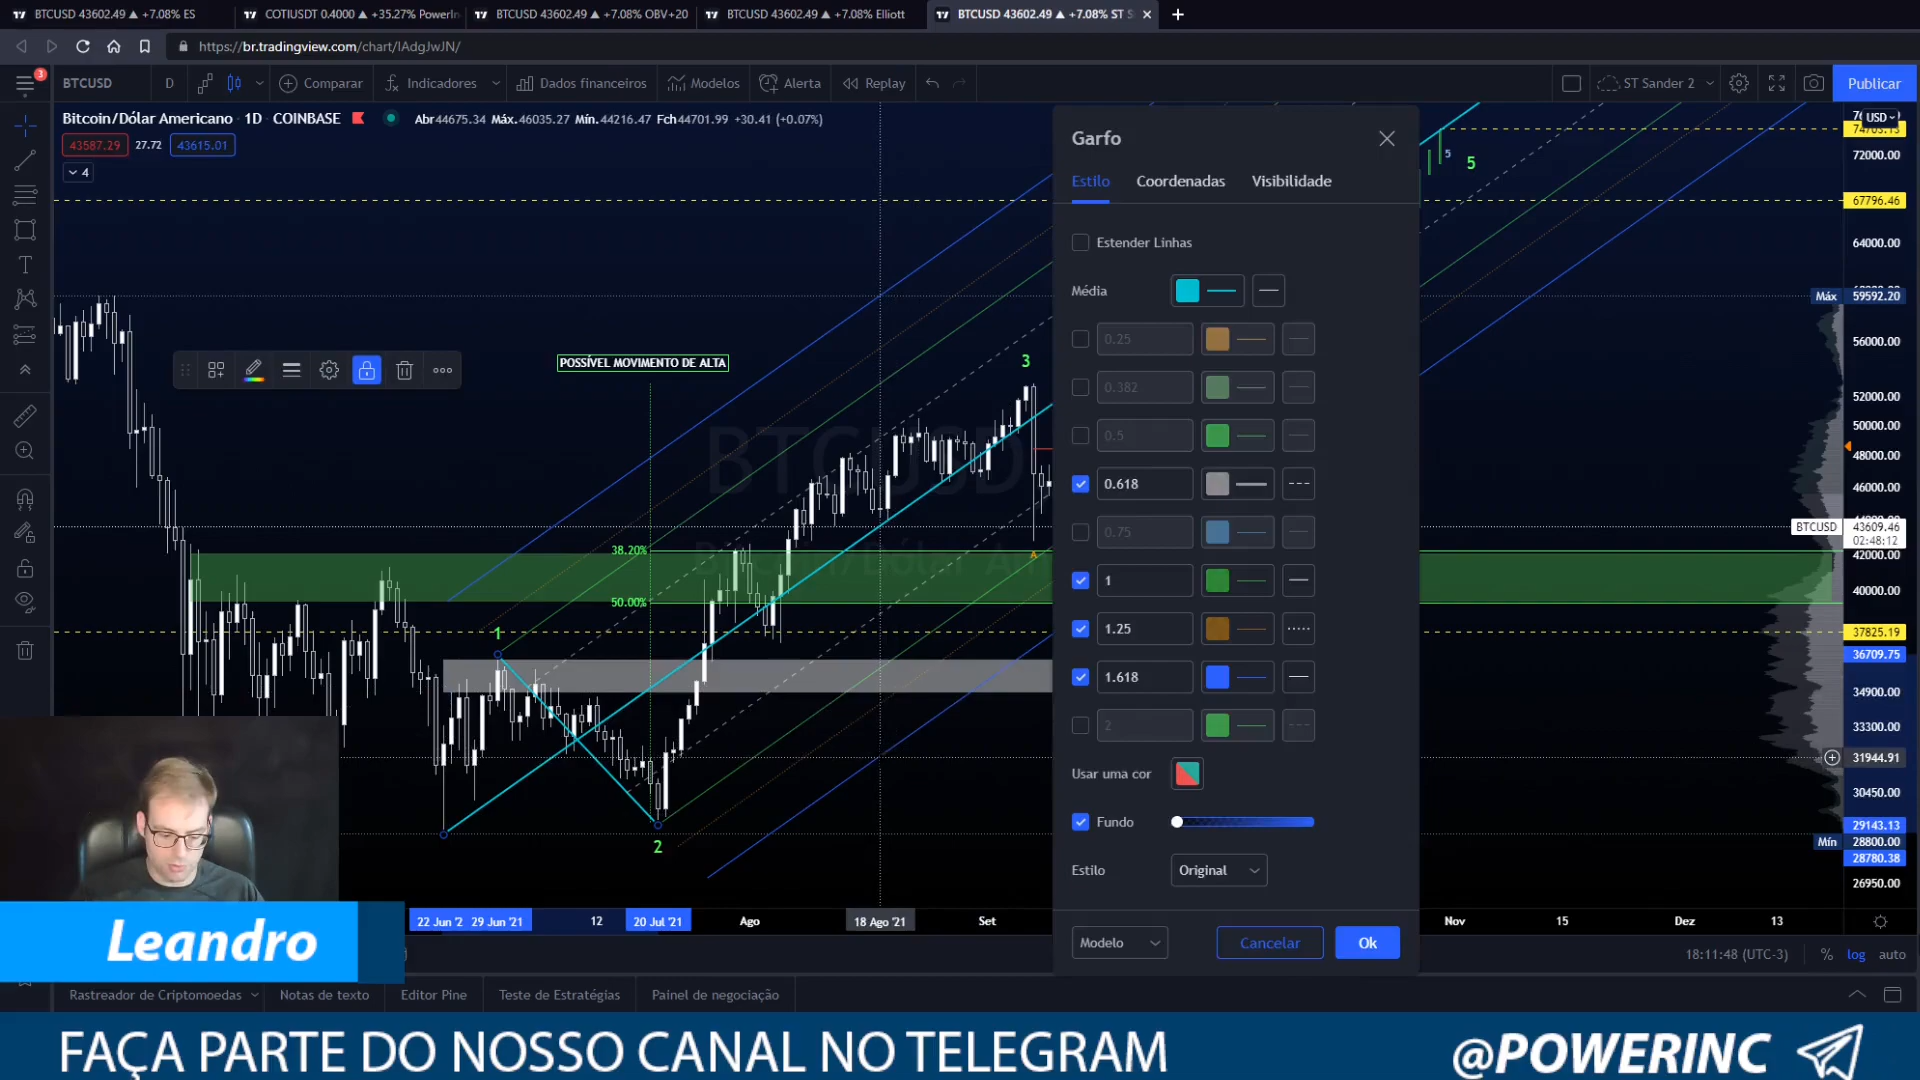 BTCUSD 43602.49 ▲ +7.08% ES
COTIUSDT 0.4000 ▲ +35.27% PowerIn
BTCUSD 43602.49 ▲ +7.08% OBV+20
BTCUSD 43602.49 ▲ +7.08% Elliott
BTCUSD 43602.49 ▲ +7.08% ST S
https://br.tradingview.com/chart/IAdgJwJN/
3
BTCUSD
D
Comparar
Indicadores
Dados financeiros
Modelos
Alerta
Replay
ST Sander 2
Publicar
Bitcoin/Dólar Americano · 1D · COINBASE
Abr44675.34 Máx.46035.27 Mín.44216.47 Fch44701.99 +30.41 (+0.07%)
43587.29
27.72
43615.01
4
POSSÍVEL MOVIMENTO DE ALTA
3
38.20%
50.00%
1
2
A
BTCUSD
5
5
Garfo
Estilo
Coordenadas
Visibilidade
Estender Linhas
Média
0.25
0.382
0.5
0.618
0.75
1
1.25
1.618
2
Usar uma cor
Fundo
Estilo
Original
Modelo
Cancelar
Ok
USD
74703.13
72000.00
67796.46
64000.00
Máx 59592.20
56000.00
52000.00
50000.00
48000.00
46000.00
BTCUSD 43609.46
02:48:12
42000.00
40000.00
37825.19
36709.75
34900.00
33300.00
31944.91
30450.00
29143.13
Mín 28800.00
28780.38
26950.00
22 Jun '2
29 Jun '21
12
20 Jul '21
Ago
18 Ago '21
Set
Nov
15
Dez
13
18:11:48 (UTC-3)
%
log
auto
Leandro
Rastreador de Criptomoedas
Notas de texto
Editor Pine
Teste de Estratégias
Painel de negociação
FAÇA PARTE DO NOSSO CANAL NO TELEGRAM
@POWERINC